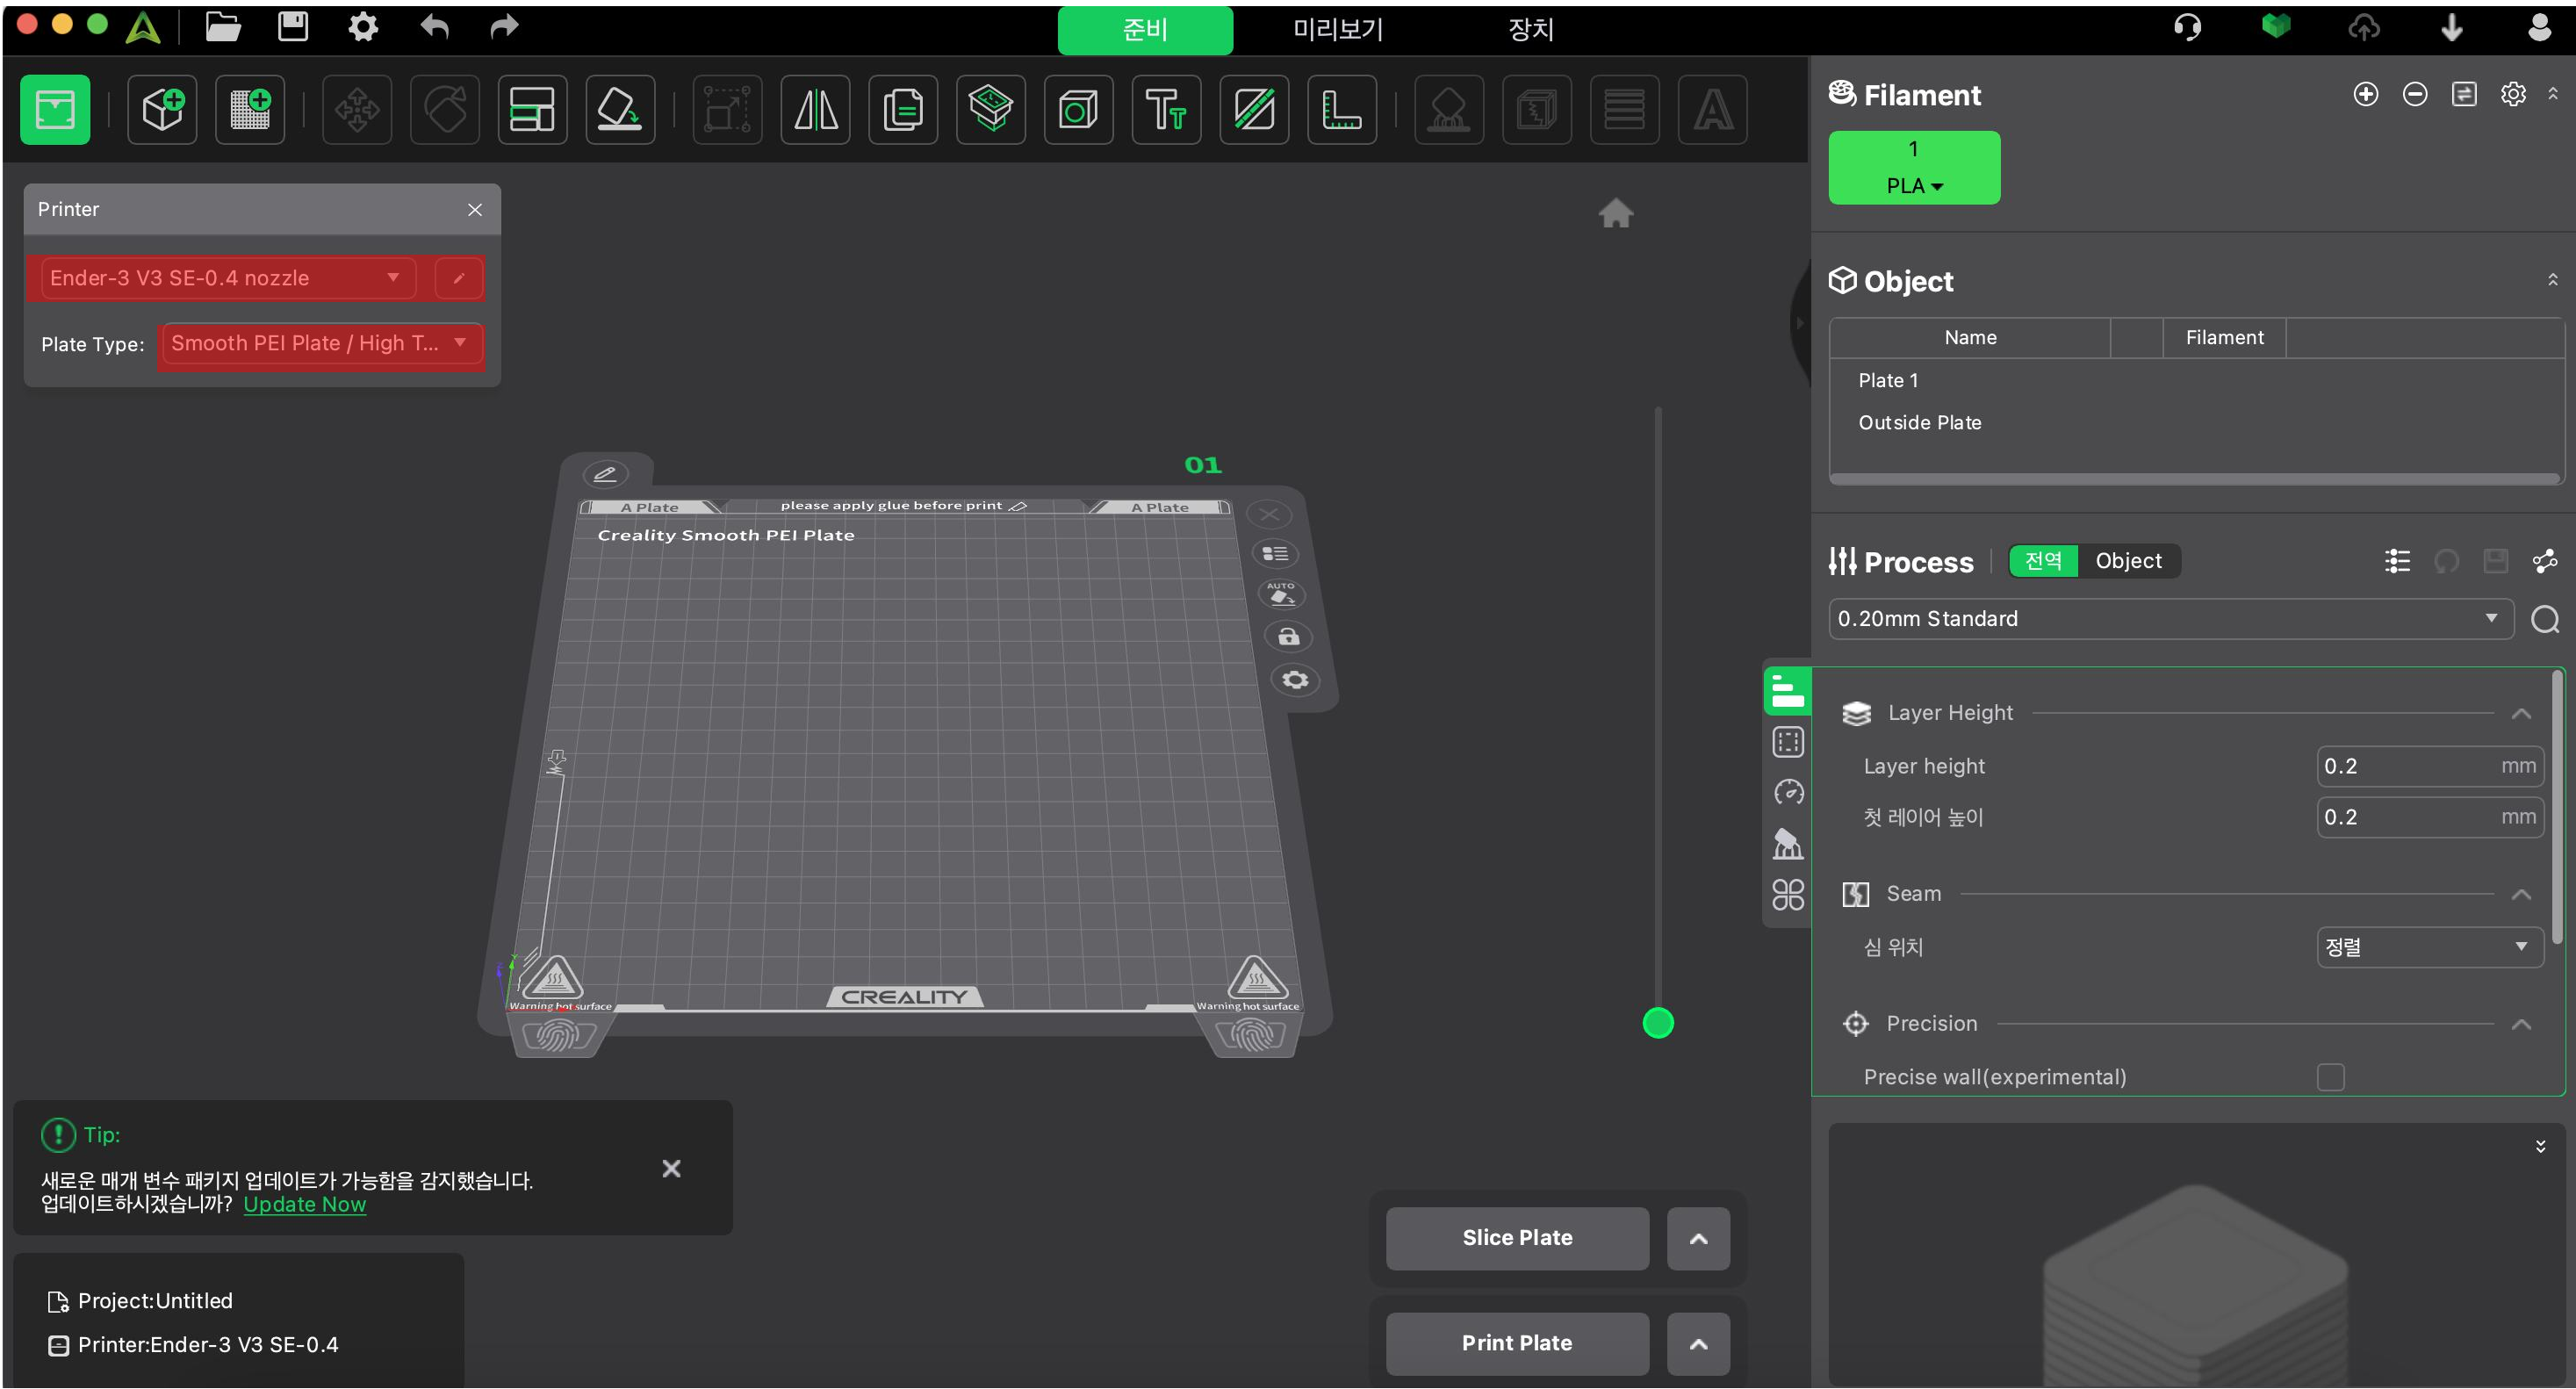 준비
미리보기
장치
Printer
Ender-3 V3 SE-0.4 nozzle
Plate Type:
Smooth PEI Plate / High T...
01
A Plate
please apply glue before print
A Plate
Creality Smooth PEI Plate
AUTO
Warning hot surface
CREALITY
Warning hot surface
Tip:
새로운 매개 변수 패키지 업데이트가 가능함을 감지했습니다.
업데이트하시겠습니까? Update Now
Project:Untitled
Printer:Ender-3 V3 SE-0.4
Slice Plate
Print Plate
Filament
1
PLA
Object
Name
Filament
Plate 1
Outside Plate
Process
전역
Object
0.20mm Standard
Layer Height
Layer height
0.2 mm
첫 레이어 높이
0.2 mm
Seam
심 위치
정렬
Precision
Precise wall(experimental)